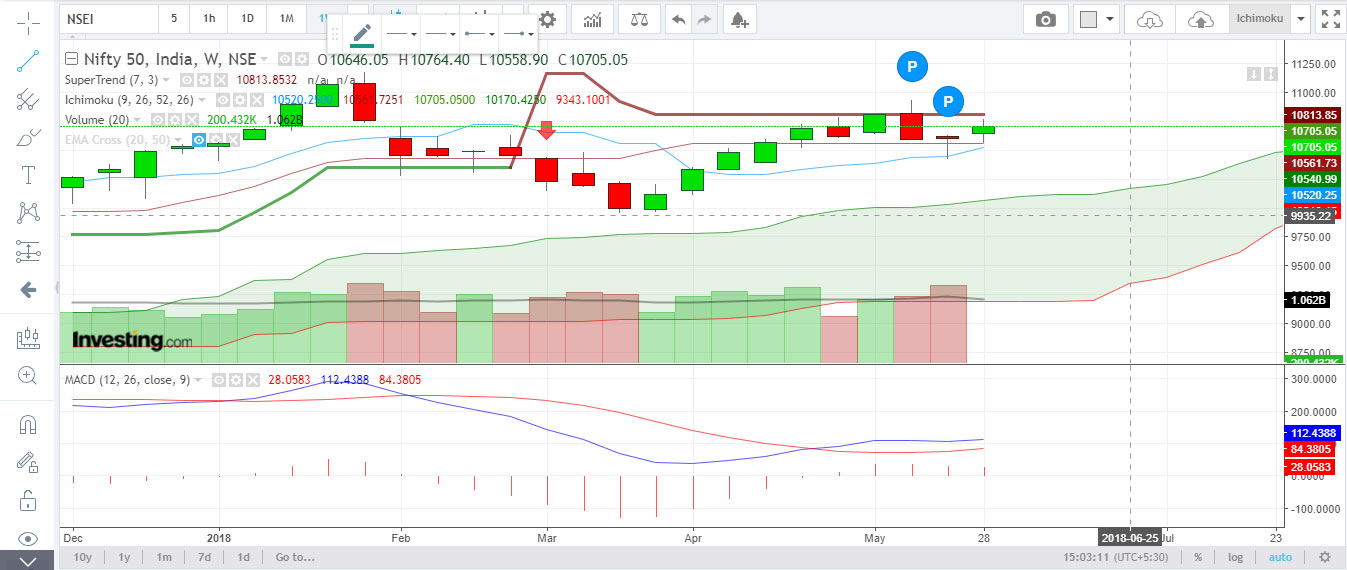 NSEI 5 1h 1D 1M Ichimoku
Nifty 50, India, W, NSE O10646.05 H10764.40 L10558.90 C10705.05
SuperTrend (7, 3) 10813.8532 n/a n/a
Ichimoku (9, 26, 52, 26) 10705.0500 10170.4250 9343.1001
Volume (20) 200.432K 1.062B
EMA Cross (20, 50)
P
P
11250.00
11000.00
10813.85
10705.05
10705.05
10561.73
10540.99
10520.25
9935.22
9750.00
9500.00
1.062B
9000.00
8750.00
200.432K
Investing.com
MACD (12, 26, close, 9) 28.0583 112.4388 84.3805
300.0000
200.0000
112.4388
84.3805
28.0583
0.0000
-100.0000
Dec 2018 Feb Mar Apr May 28 2018-06-25 Jul 23
10y 1y 1m 7d 1d Go to... 15:03:11 (UTC+5:30) % log auto